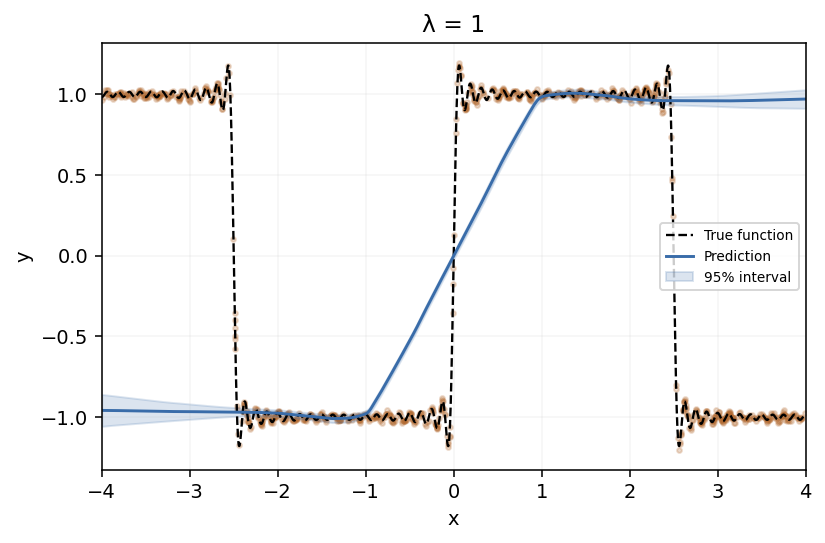 λ = 1
1.0
0.5
0.0
−0.5
−1.0
y
True function
Prediction
95% interval
−4 −3 −2 −1 0 1 2 3 4
x